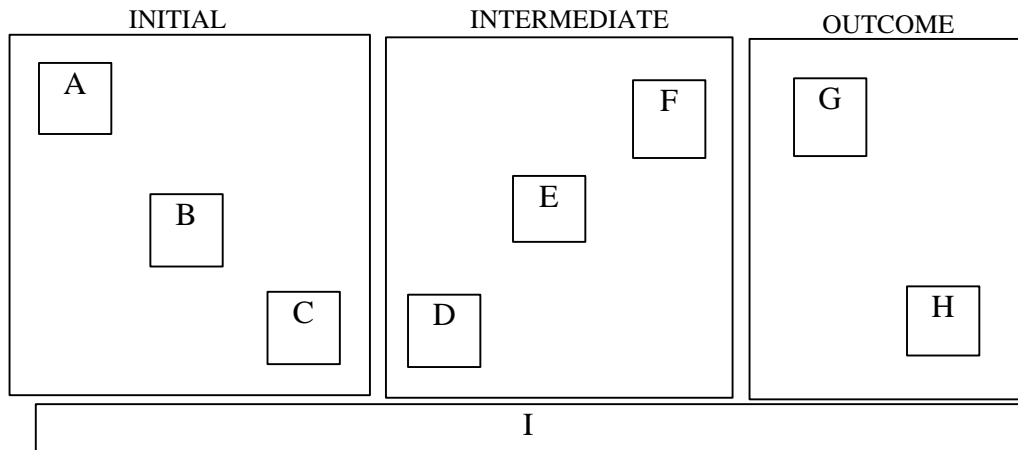 INITIAL
INTERMEDIATE
OUTCOME
A
B
C
D
E
F
G
H
I